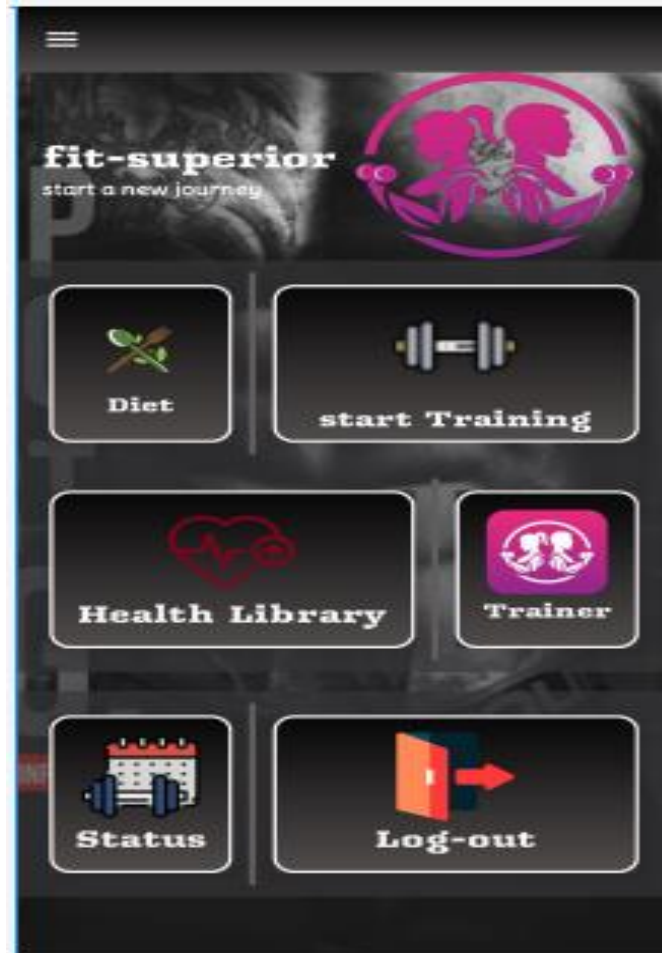 fit-superior
start a new journey
Diet
start Training
Health Library
Trainer
Status
Log-out